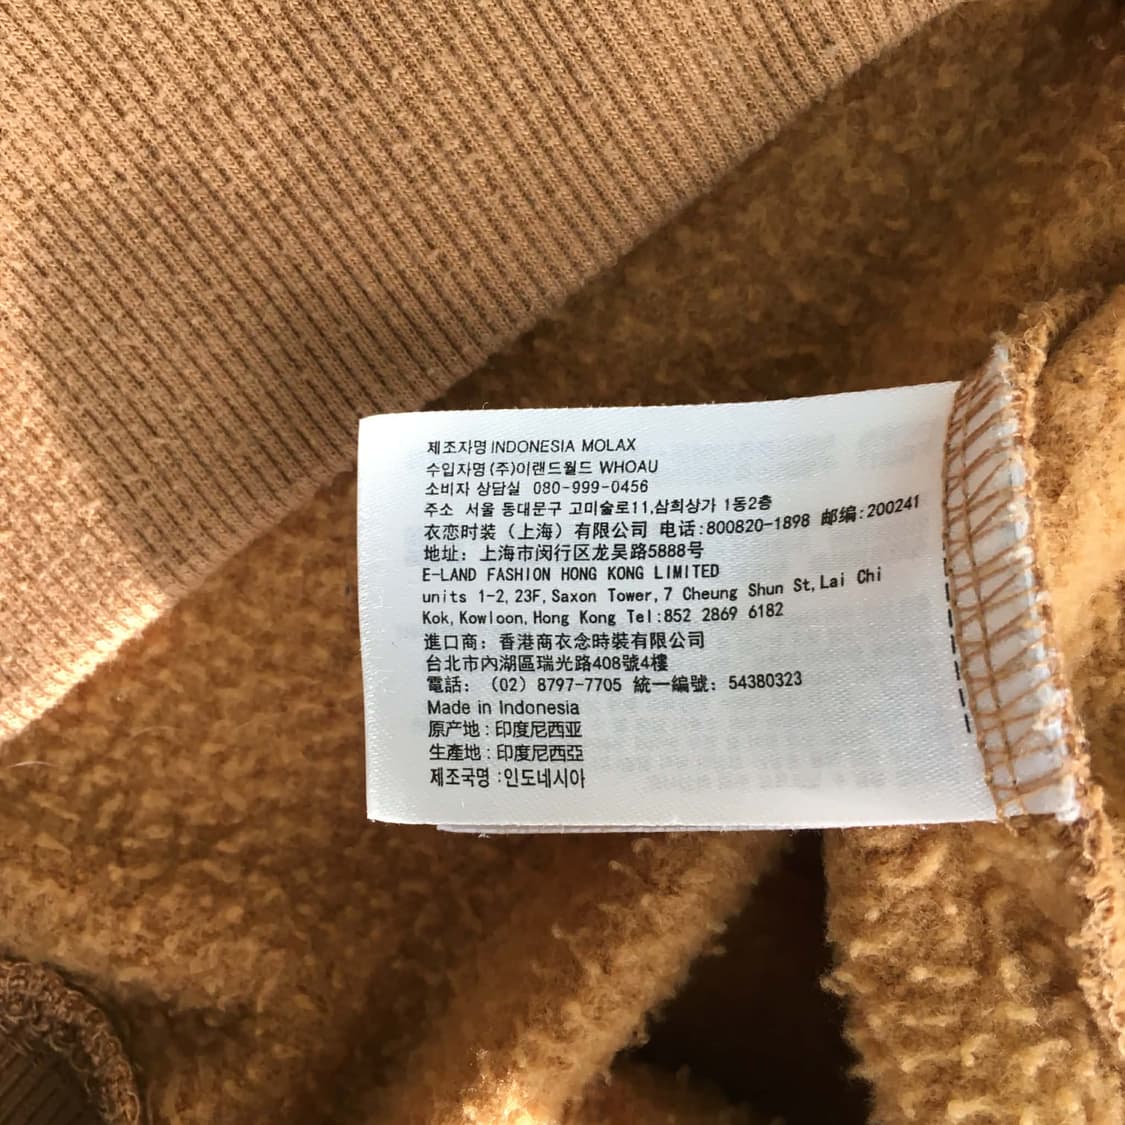 제조자명 INDONESIA MOLAX
수입자명 (주)이랜드월드 WHOAU
소비자 상담실 080-999-0456
주소 서울 동대문구 고미술로11,삼희상가 1동2층
衣恋时装（上海）有限公司 电话:800820-1898 邮编:200241
地址: 上海市闵行区龙吴路5888号
E-LAND FASHION HONG KONG LIMITED
units 1-2,23F,Saxon Tower,7 Cheung Shun St,Lai Chi
Kok,Kowloon,Hong Kong Tel:852 2869 6182
進口商: 香港商衣念時裝有限公司
台北市內湖區瑞光路408號4樓
電話: （02）8797-7705 統一編號: 54380323
Made in Indonesia
原产地:印度尼西亚
生產地:印度尼西亞
제조국명:인도네시아